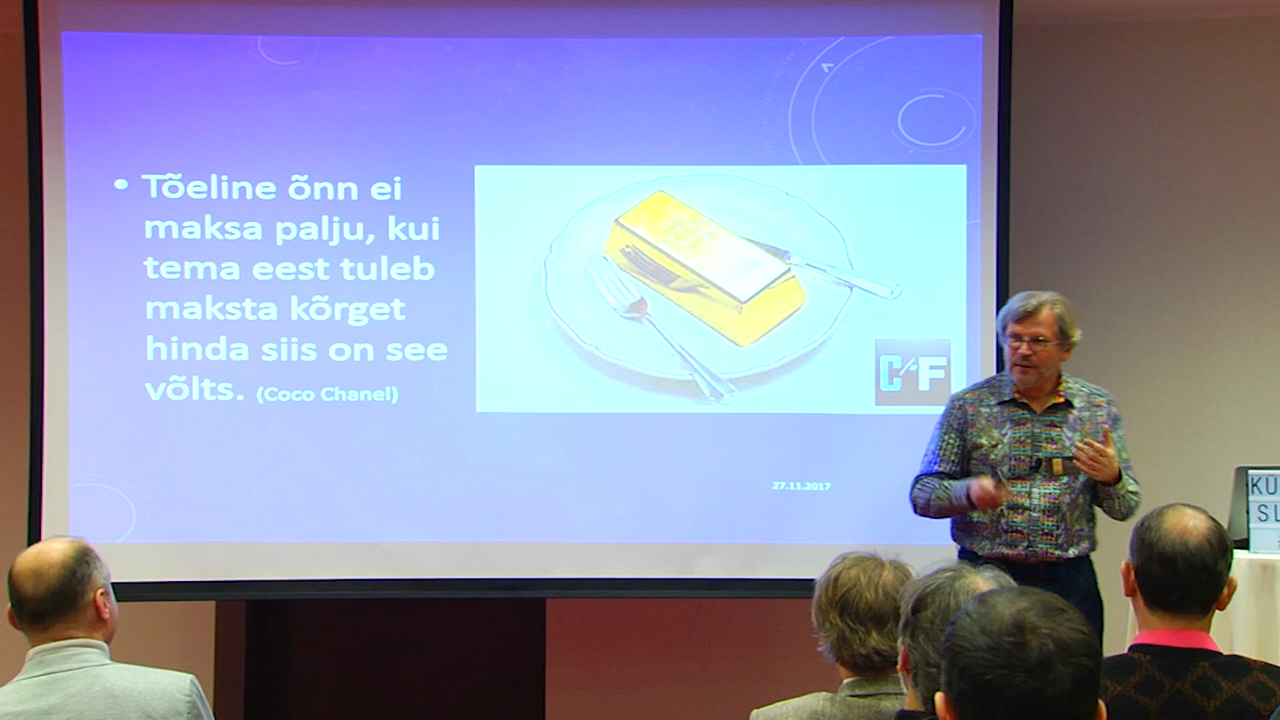 • Tõeline õnn ei
maksa palju, kui
tema eest tuleb
maksta kõrget
hinda siis on see
võlts. (Coco Chanel)
C F
27.11.2017
KÜ
SL